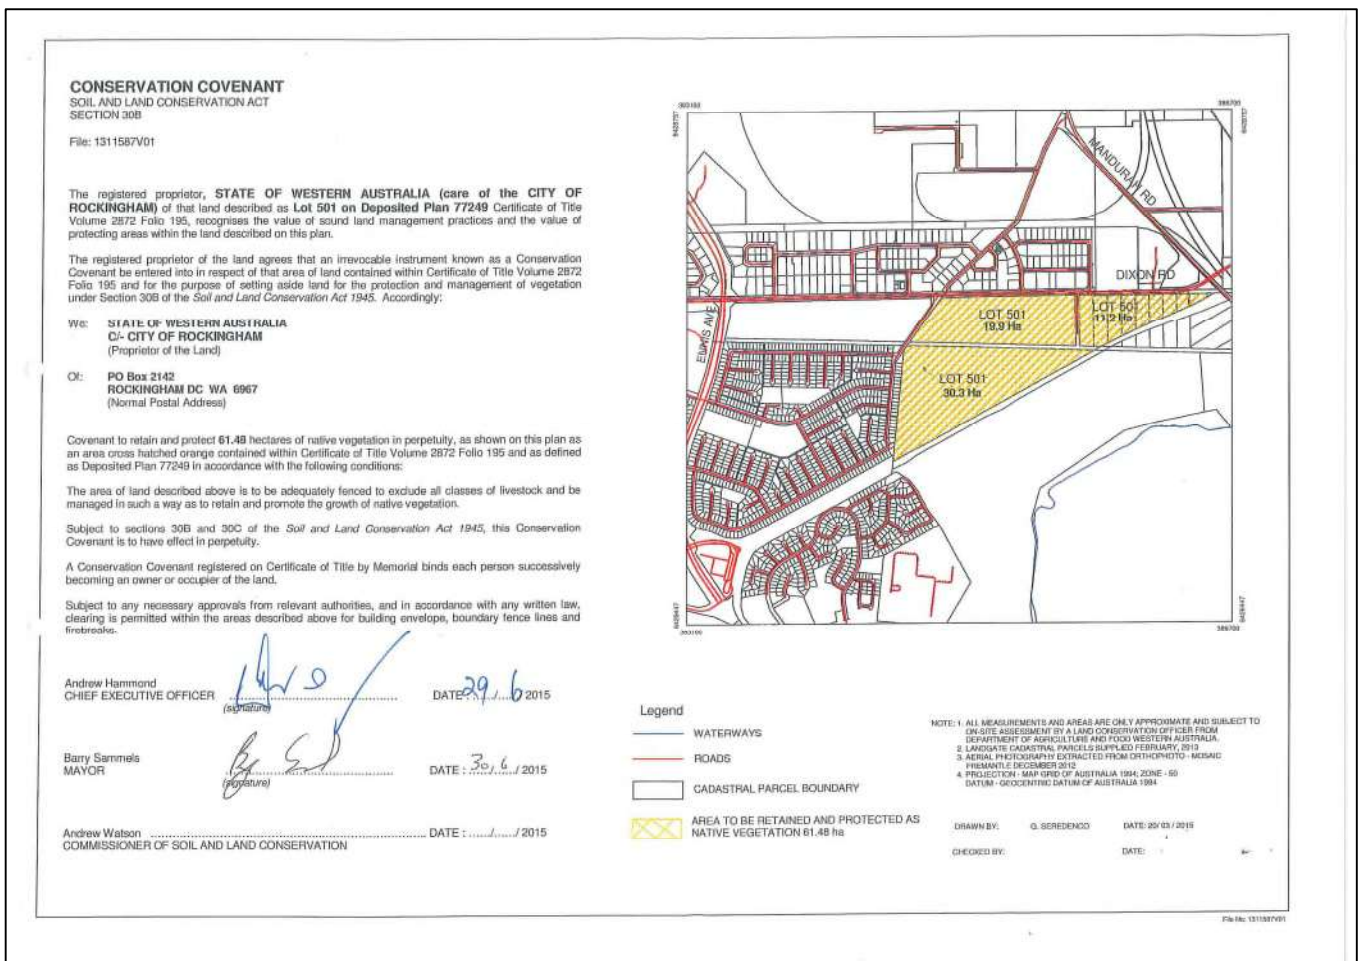 CONSERVATION COVENANT
SOIL AND LAND CONSERVATION ACT
SECTION 30B
File: 1311587V01
The registered proprietor, STATE OF WESTERN AUSTRALIA (care of the CITY OF
ROCKINGHAM) of that land described as Lot 501 on Deposited Plan 77249 Certificate of Title
Volume 2872 Folio 195, recognises the value of sound land management practices and the value of
protecting areas within the land described on this plan.
The registered proprietor of the land agrees that an irrevocable instrument known as a Conservation
Covenant be entered into in respect of that area of land contained within Certificate of Title Volume 2872
Folio 195 and for the purpose of setting aside land for the protection and management of vegetation
under Section 30B of the Soil and Land Conservation Act 1945. Accordingly:
We: STATE OF WESTERN AUSTRALIA
C/- CITY OF ROCKINGHAM
(Proprietor of the Land)
Of: PO Box 2142
ROCKINGHAM DC WA 6967
(Normal Postal Address)
Covenant to retain and protect 61.48 hectares of native vegetation in perpetuity, as shown on this plan as
an area cross hatched orange contained within Certificate of Title Volume 2872 Folio 195 and as defined
as Deposited Plan 77249 in accordance with the following conditions:
The area of land described above is to be adequately fenced to exclude all classes of livestock and be
managed in such a way as to retain and promote the growth of native vegetation.
Subject to sections 30B and 30C of the Soil and Land Conservation Act 1945, this Conservation
Covenant is to have effect in perpetuity.
A Conservation Covenant registered on Certificate of Title by Memorial binds each person successively
becoming an owner or occupier of the land.
Subject to any necessary approvals from relevant authorities, and in accordance with any written law,
clearing is permitted within the areas described above for building envelope, boundary fence lines and
firebreaks.
Andrew Hammond
CHIEF EXECUTIVE OFFICER
(signature)
DATE 29 / 6 2015
Barry Sammels
MAYOR
(signature)
DATE : 30, 6 / 2015
Andrew Watson DATE : ....../....../ 2015
COMMISSIONER OF SOIL AND LAND CONSERVATION
MANDURAH RD
DIXON RD
ENNIS AVE
LOT 501
19.9 Ha
LOT 501
11.2 Ha
LOT 501
30.3 Ha
Legend
WATERWAYS
ROADS
CADASTRAL PARCEL BOUNDARY
AREA TO BE RETAINED AND PROTECTED AS
NATIVE VEGETATION 61.48 ha
NOTE: 1. ALL MEASUREMENTS AND AREAS ARE ONLY APPROXIMATE AND SUBJECT TO
ON-SITE ASSESSMENT BY A LAND CONSERVATION OFFICER FROM
DEPARTMENT OF AGRICULTURE AND FOOD WESTERN AUSTRALIA.
2. LANDGATE CADASTRAL PARCELS SUPPLIED FEBRUARY, 2013
3. AERIAL PHOTOGRAPHY EXTRACTED FROM ORTHOPHOTO - MOSAIC
FREMANTLE DECEMBER 2012
4. PROJECTION - MAP GRID OF AUSTRALIA 1994; ZONE - 50
DATUM - GEOCENTRIC DATUM OF AUSTRALIA 1994
DRAWN BY: G. SEREDENCO DATE: 20/ 03 / 2015
CHECKED BY: DATE:
File No: 1311587V01